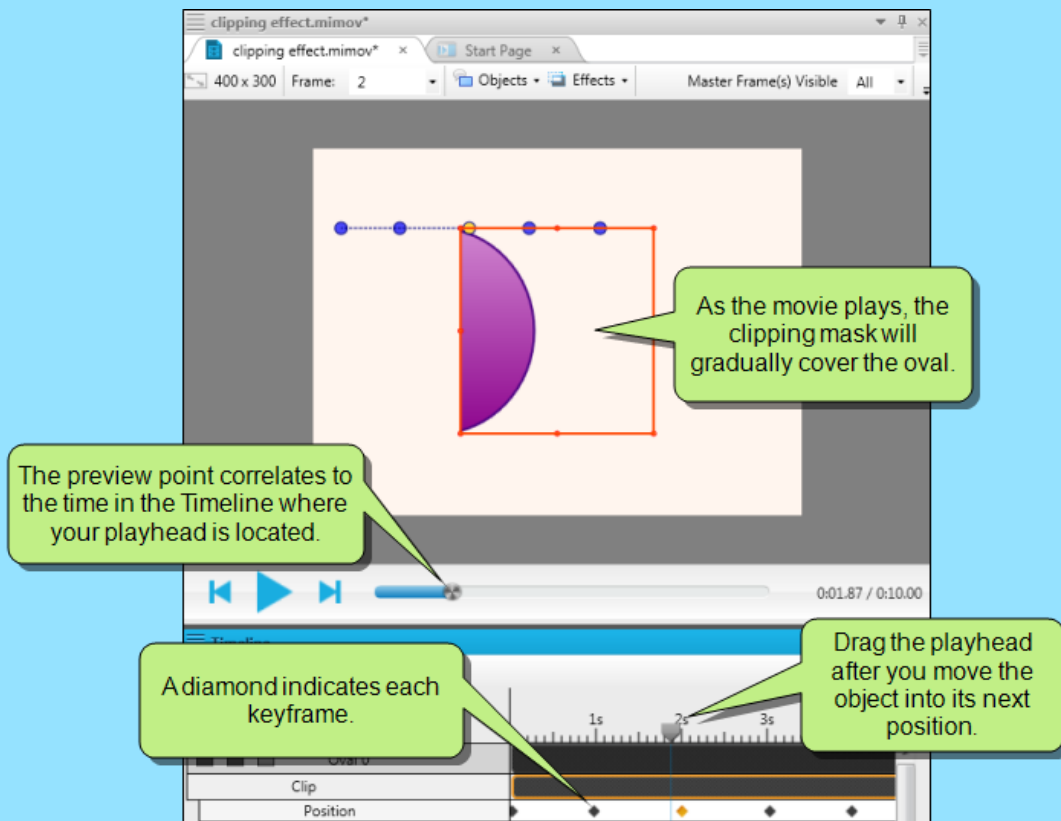 clipping effect.mimov*
clipping effect.mimov* × Start Page ×
400 x 300 Frame: 2 Objects Effects Master Frame(s) Visible All
As the movie plays, the
clipping mask will
gradually cover the oval.
The preview point correlates to
the time in the Timeline where
your playhead is located.
0:01.87 / 0:10.00
Timeline
Drag the playhead
after you move the
object into its next
position.
A diamond indicates each
keyframe.
1s 2s 3s
Oval 0
Clip
Position